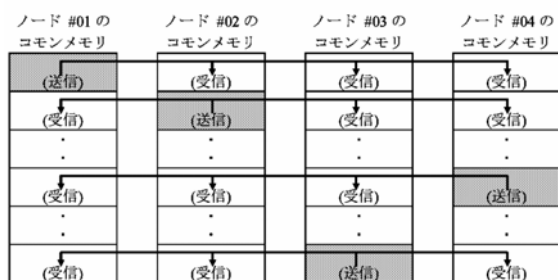 ノード #01 の ノード #02 の ノード #03 の ノード #04 の
コモンメモリ コモンメモリ コモンメモリ コモンメモリ
(送信) (受信) (受信) (受信)
(受信) (送信) (受信) (受信)
: : : :
(受信) (受信) (受信) (送信)
: : : :
(受信) (受信) (送信) (受信)